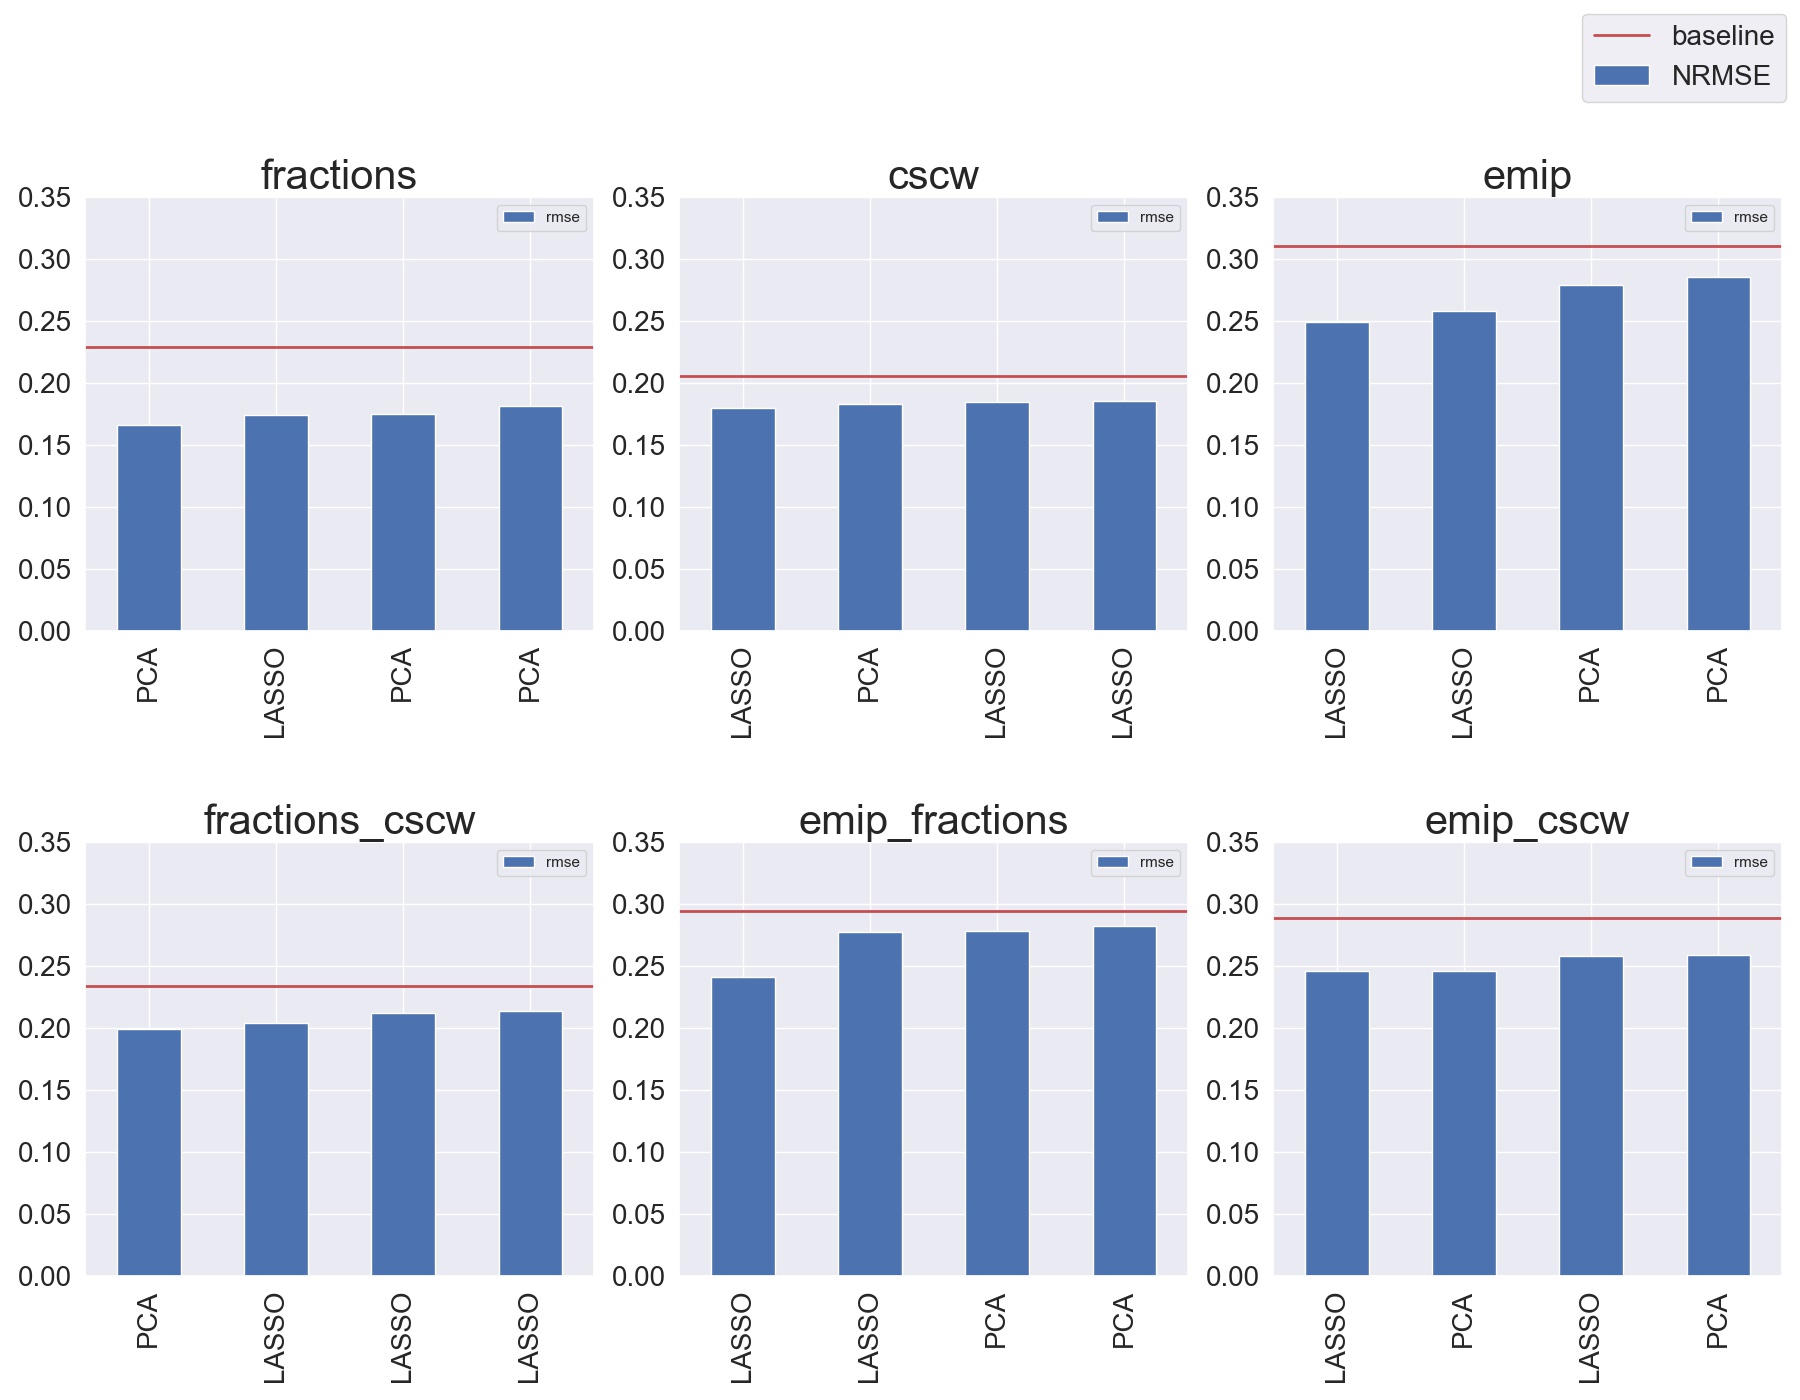 baseline
NRMSE
fractions
0.35
0.30
0.25
0.20
0.15
0.10
0.05
0.00
rmse
PCA
LASSO
PCA
PCA
cscw
0.35
0.30
0.25
0.20
0.15
0.10
0.05
0.00
rmse
LASSO
PCA
LASSO
LASSO
emip
0.35
0.30
0.25
0.20
0.15
0.10
0.05
0.00
rmse
LASSO
LASSO
PCA
PCA
fractions_cscw
0.35
0.30
0.25
0.20
0.15
0.10
0.05
0.00
rmse
PCA
LASSO
LASSO
LASSO
emip_fractions
0.35
0.30
0.25
0.20
0.15
0.10
0.05
0.00
rmse
LASSO
LASSO
PCA
PCA
emip_cscw
0.35
0.30
0.25
0.20
0.15
0.10
0.05
0.00
rmse
LASSO
PCA
LASSO
PCA